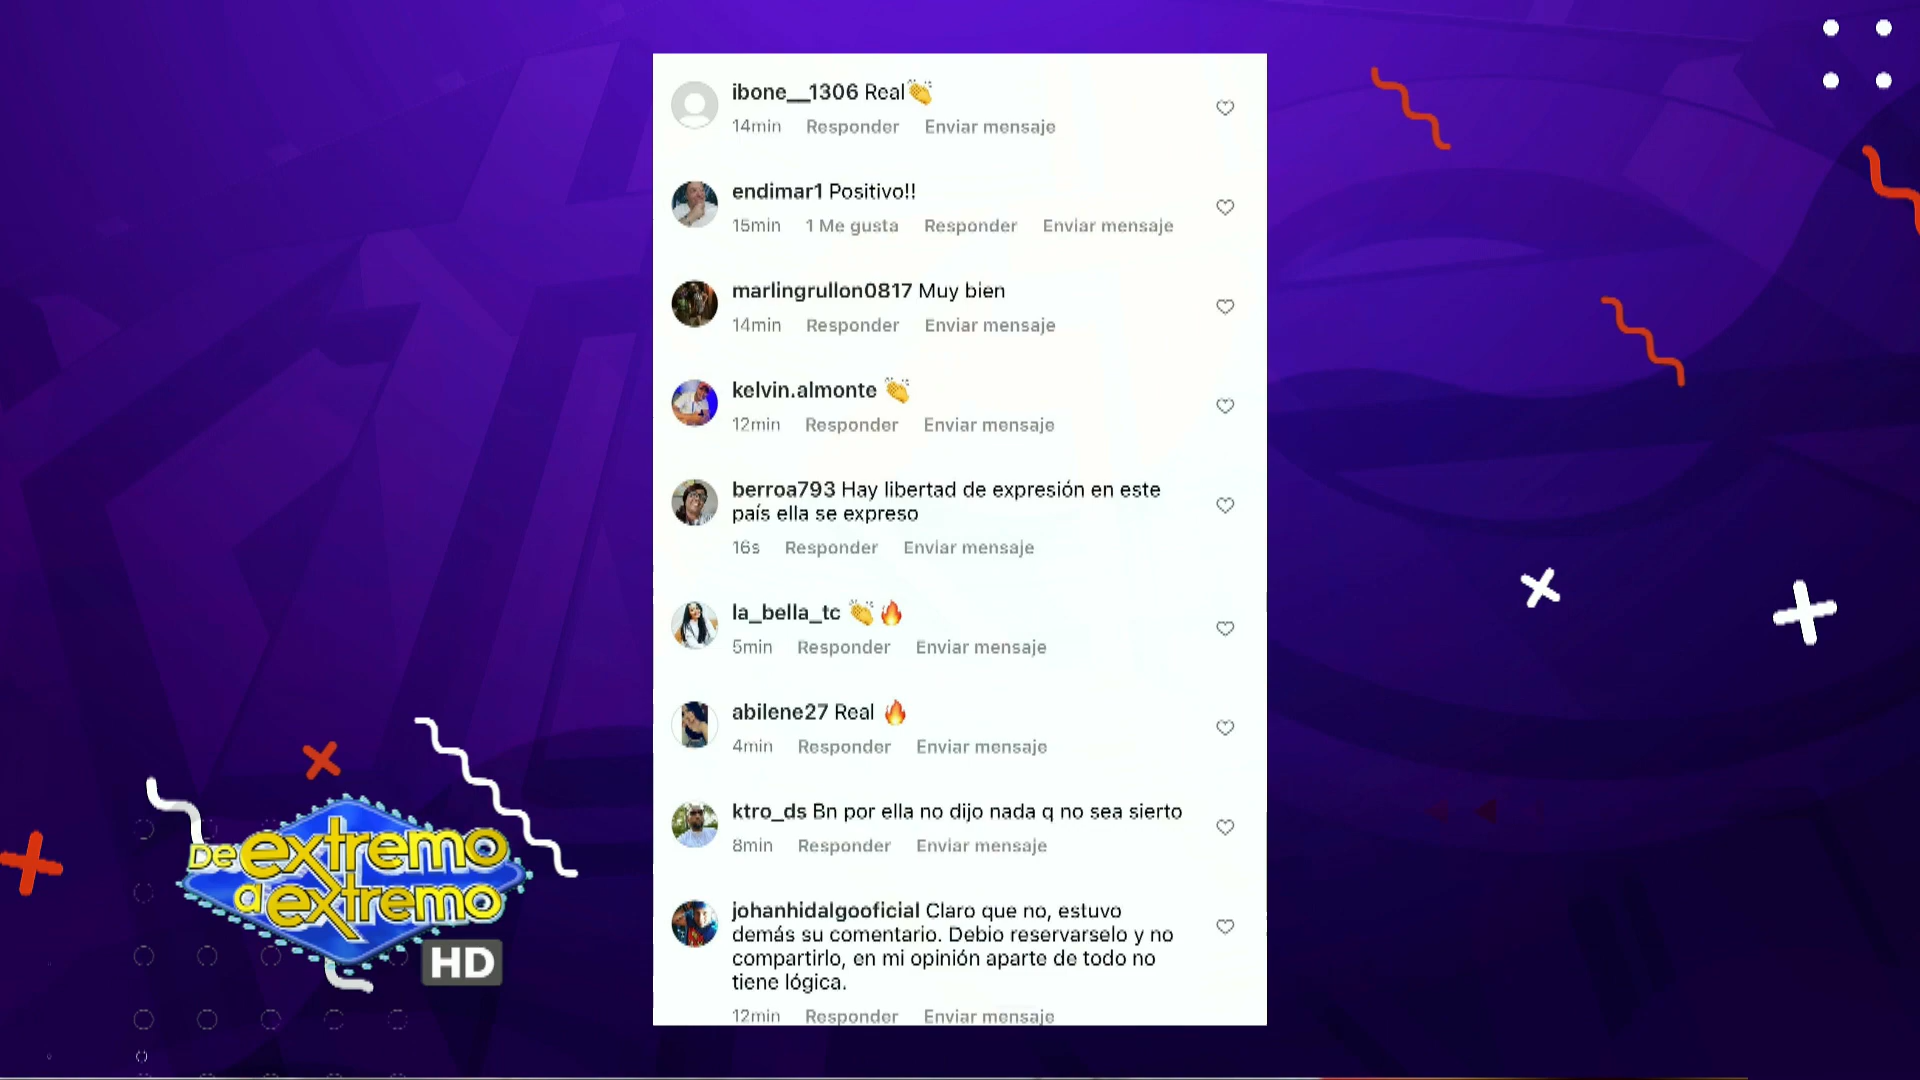 ibone__1306 Real👏
14min Responder Enviar mensaje
endimar1 Positivo!!
15min 1 Me gusta Responder Enviar mensaje
marlingrullon0817 Muy bien
14min Responder Enviar mensaje
kelvin.almonte 👏
12min Responder Enviar mensaje
berroa793 Hay libertad de expresión en este
país ella se expreso
16s Responder Enviar mensaje
la_bella_tc 👏🔥
5min Responder Enviar mensaje
abilene27 Real 🔥
4min Responder Enviar mensaje
ktro_ds Bn por ella no dijo nada q no sea sierto
8min Responder Enviar mensaje
johanhidalgooficial Claro que no, estuvo
demás su comentario. Debio reservarselo y no
compartirlo, en mi opinión aparte de todo no
tiene lógica.
12min Responder Enviar mensaje
De extremo
a extremo
HD